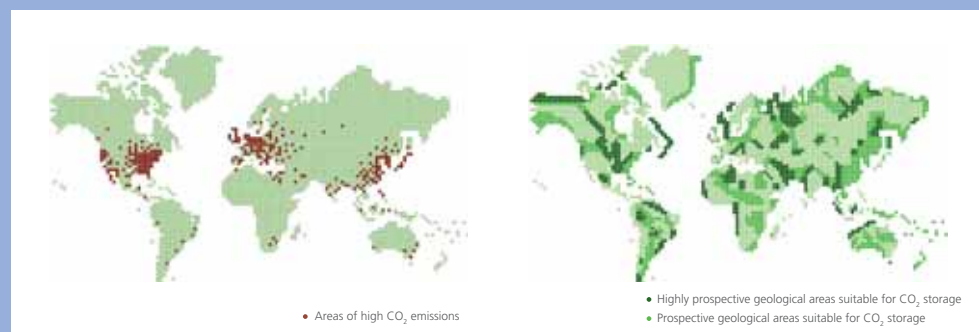 • Areas of high CO₂ emissions
• Highly prospective geological areas suitable for CO₂ storage
• Prospective geological areas suitable for CO₂ storage